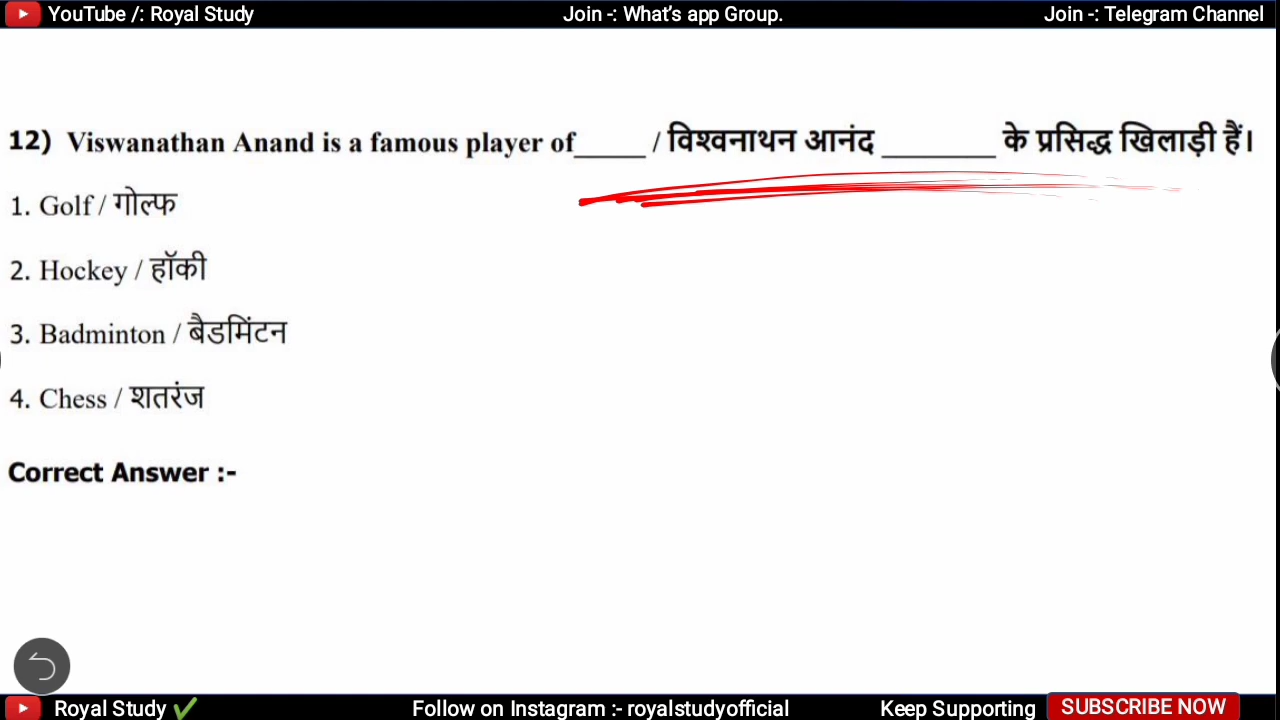 YouTube /: Royal Study Join -: What’s app Group. Join -: Telegram Channel
12) Viswanathan Anand is a famous player of_____ / विश्वनाथन आनंद ________ के प्रसिद्ध खिलाड़ी हैं।
1. Golf / गोल्फ
2. Hockey / हॉकी
3. Badminton / बैडमिंटन
4. Chess / शतरंज
Correct Answer :-
Royal Study ✔ Follow on Instagram :- royalstudyofficial Keep Supporting SUBSCRIBE NOW